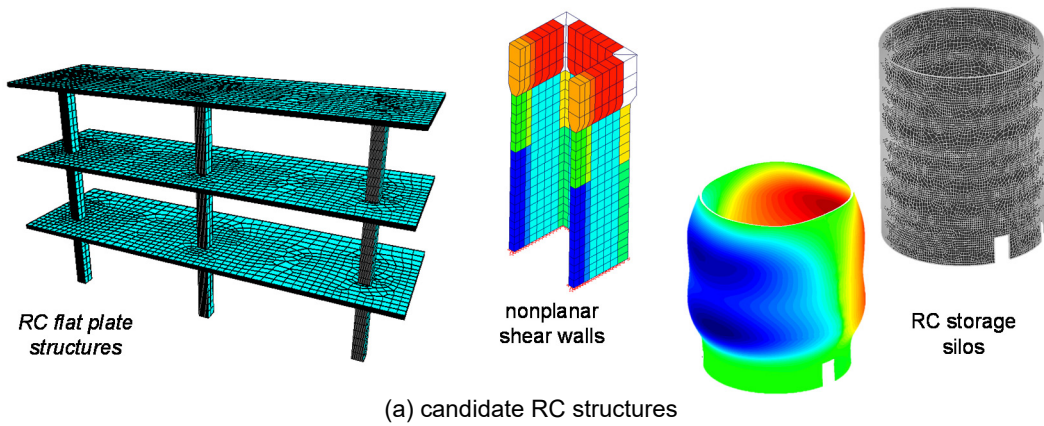 RC flat plate
structures
nonplanar
shear walls
RC storage
silos
(a) candidate RC structures